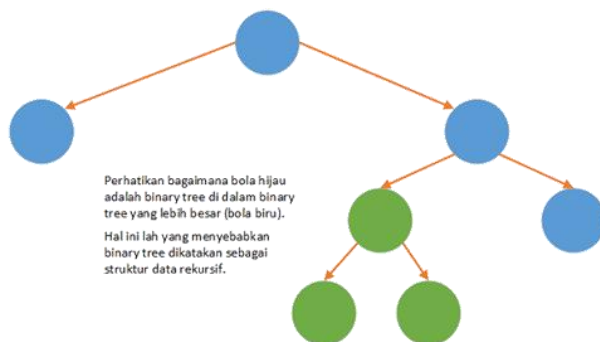 Perhatikan bagaimana bola hijau
adalah binary tree di dalam binary
tree yang lebih besar (bola biru).
Hal ini lah yang menyebabkan
binary tree dikatakan sebagai
struktur data rekursif.